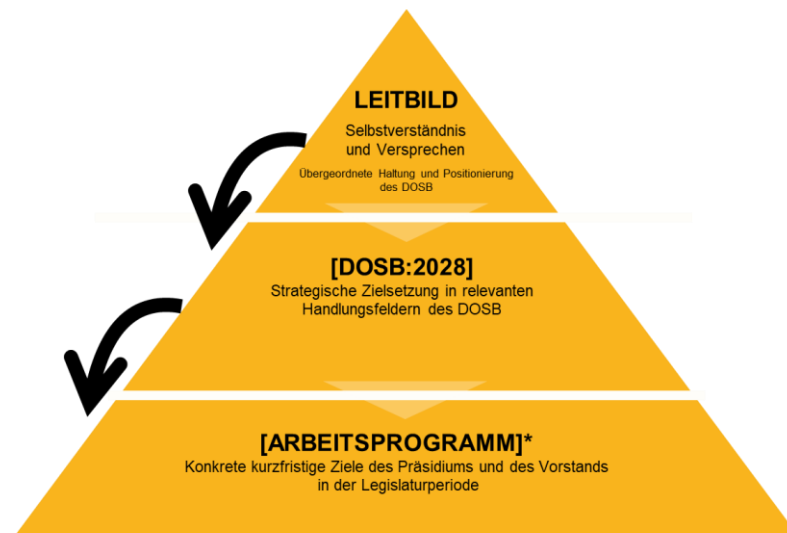 LEITBILD
Selbstverständnis
und Versprechen
Übergeordnete Haltung und Positionierung
des DOSB
[DOSB:2028]
Strategische Zielsetzung in relevanten
Handlungsfeldern des DOSB
[ARBEITSPROGRAMM]*
Konkrete kurzfristige Ziele des Präsidiums und des Vorstands
in der Legislaturperiode